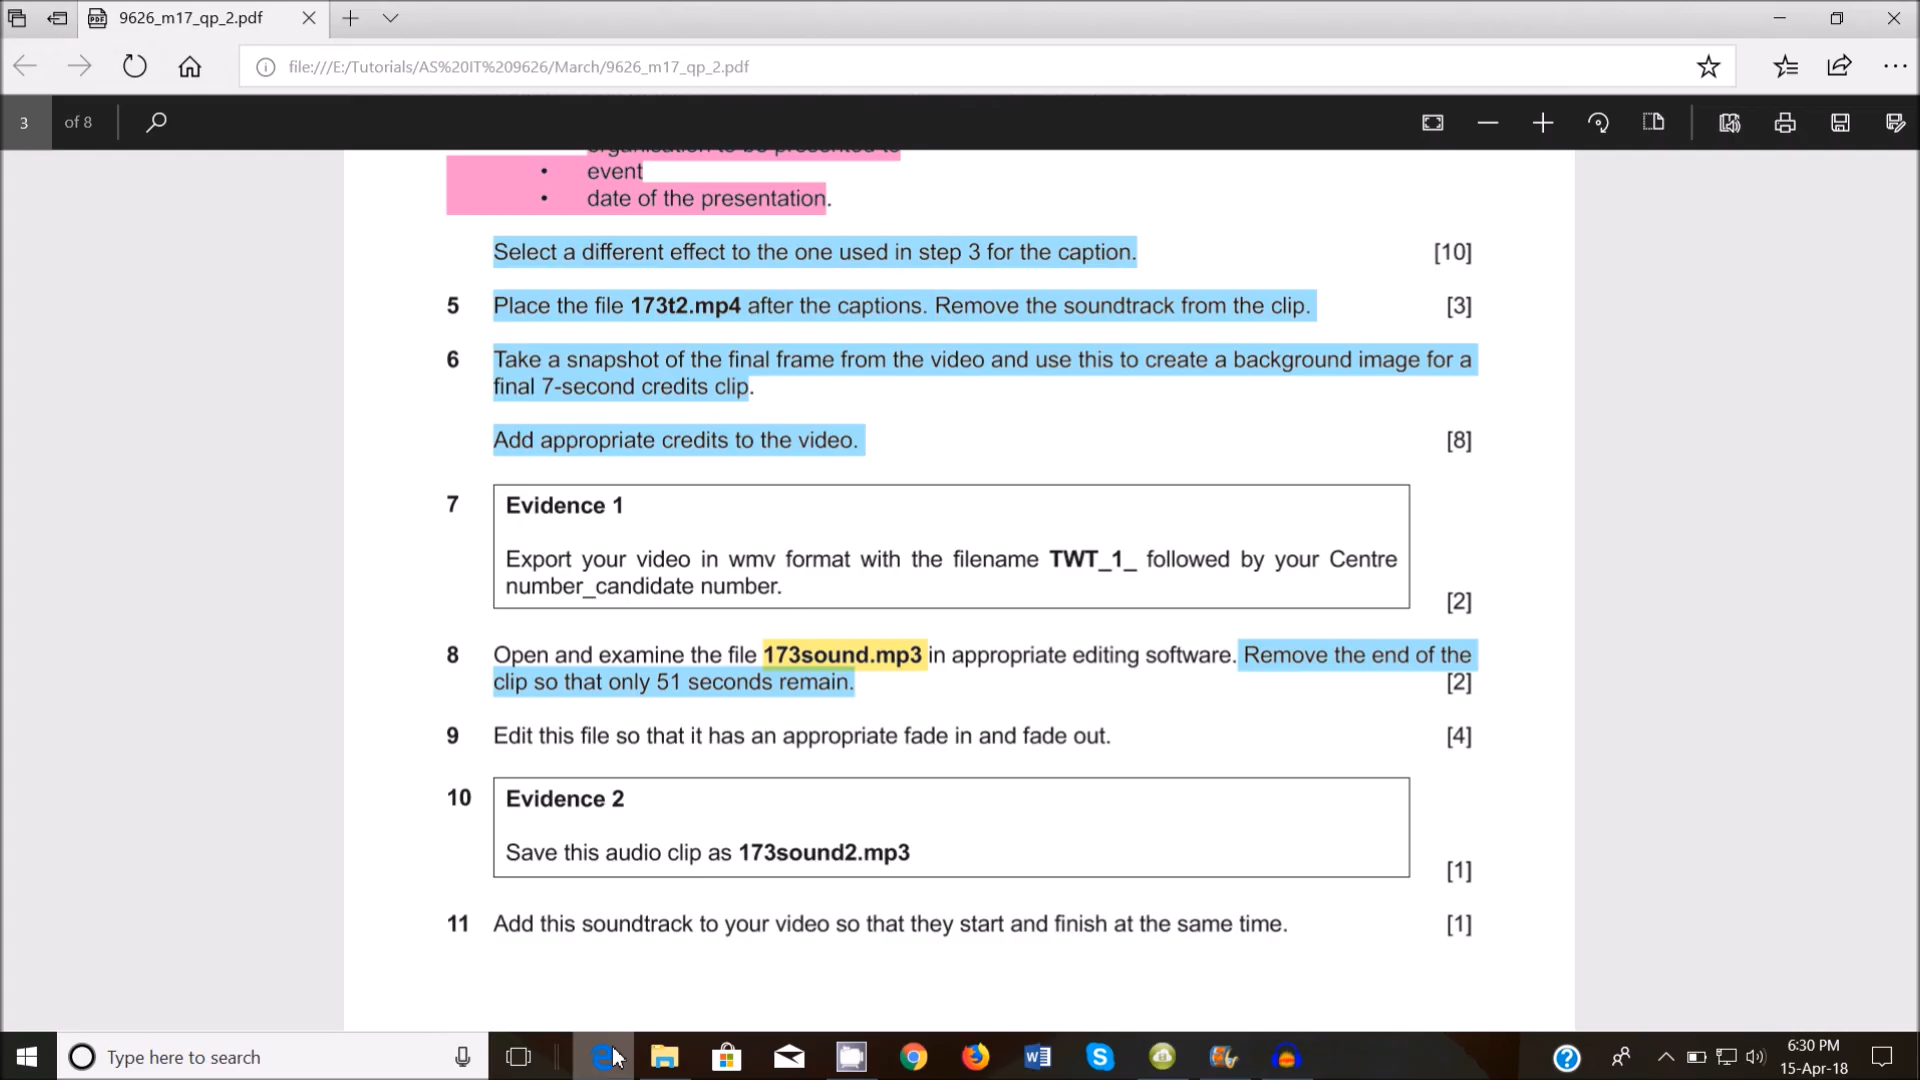 9626_m17_qp_2.pdf
file:///E:/Tutorials/AS%20IT%209626/March/9626_m17_qp_2.pdf
3 of 8
organisation to be presented to
• event
• date of the presentation.
Select a different effect to the one used in step 3 for the caption. [10]
5 Place the file 173t2.mp4 after the captions. Remove the soundtrack from the clip. [3]
6 Take a snapshot of the final frame from the video and use this to create a background image for a
final 7-second credits clip.
Add appropriate credits to the video. [8]
7 Evidence 1
Export your video in wmv format with the filename TWT_1_ followed by your Centre
number_candidate number.
[2]
8 Open and examine the file 173sound.mp3 in appropriate editing software. Remove the end of the
clip so that only 51 seconds remain. [2]
9 Edit this file so that it has an appropriate fade in and fade out. [4]
10 Evidence 2
Save this audio clip as 173sound2.mp3
[1]
11 Add this soundtrack to your video so that they start and finish at the same time. [1]
Type here to search
6:30 PM
15-Apr-18